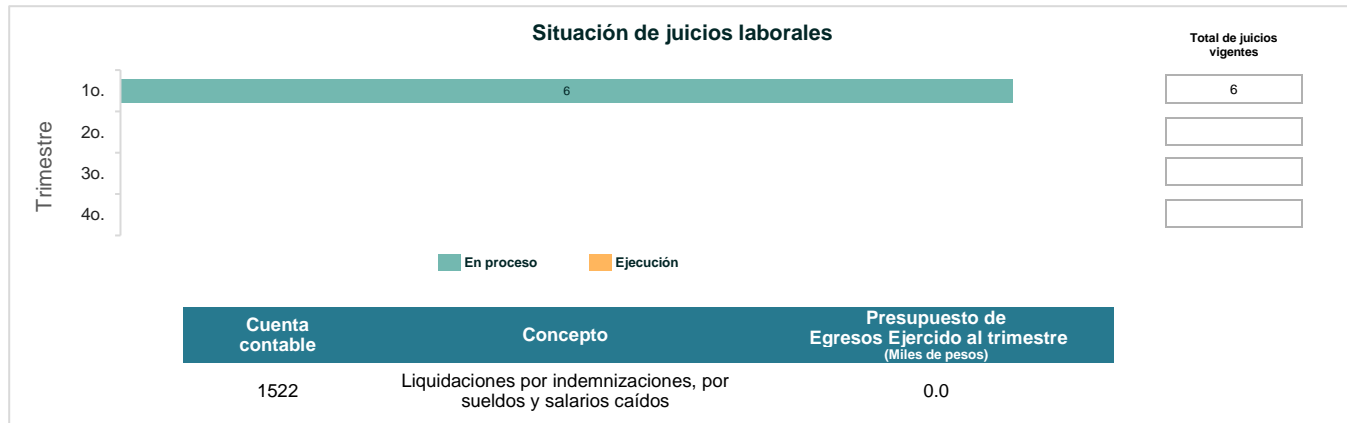 Situación de juicios laborales
Total de juicios
vigentes
Trimestre
1o.
6
6
2o.
3o.
4o.
En proceso
Ejecución
Cuenta
contable
Concepto
Presupuesto de
Egresos Ejercido al trimestre
(Miles de pesos)
1522
Liquidaciones por indemnizaciones, por
sueldos y salarios caídos
0.0